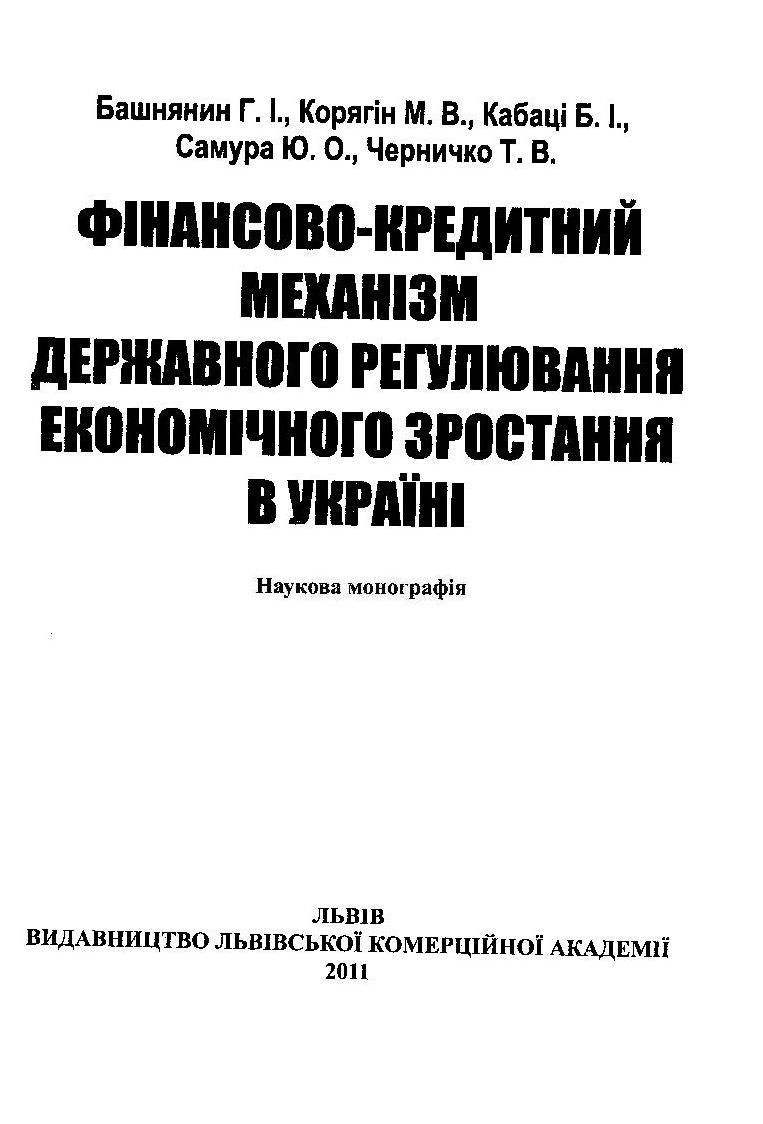 Башнянин Г. І., Корягін М. В., Кабаці Б. І.,
Самура Ю. О., Черничко Т. В.
ФІНАНСОВО-КРЕДИТНИЙ
МЕХАНІЗМ
ДЕРЖАВНОГО РЕГУЛЮВАННЯ
ЕКОНОМІЧНОГО ЗРОСТАННЯ
В УКРАЇНІ
Наукова монографія
ЛЬВІВ
ВИДАВНИЦТВО ЛЬВІВСЬКОЇ КОМЕРЦІЙНОЇ АКАДЕМІЇ
2011